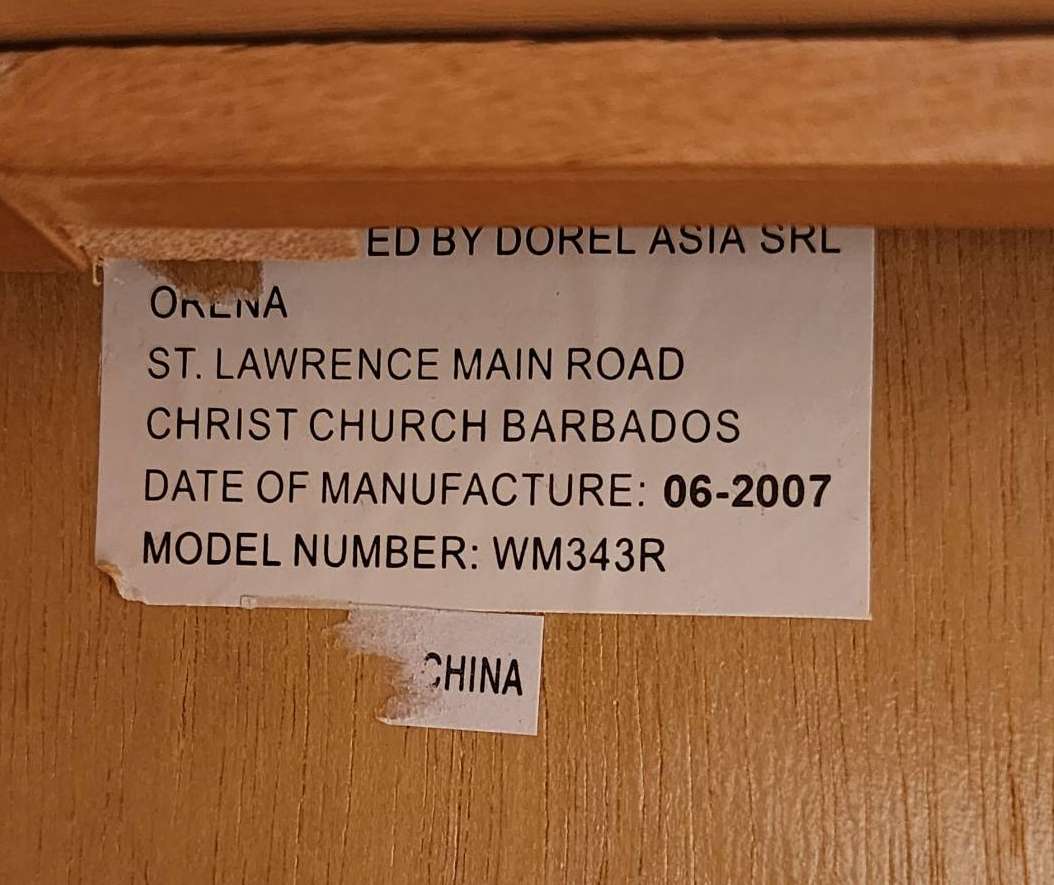 ED BY DOREL ASIA SRL
ORENA
ST. LAWRENCE MAIN ROAD
CHRIST CHURCH BARBADOS
DATE OF MANUFACTURE: 06-2007
MODEL NUMBER: WM343R
CHINA